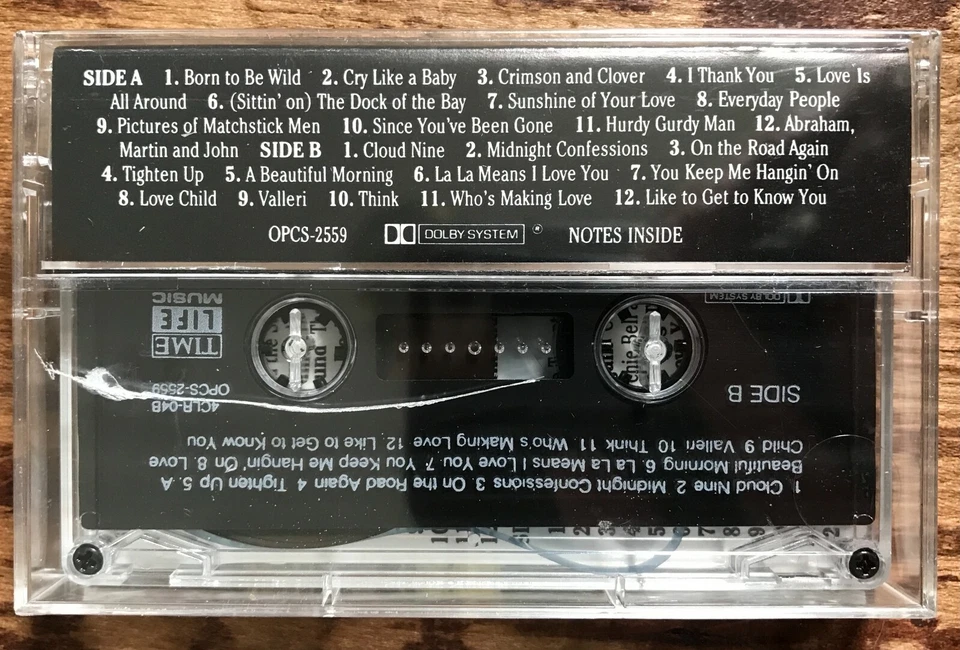 SIDE A 1. Born to Be Wild 2. Cry Like a Baby 3. Crimson and Clover 4. I Thank You 5. Love Is
All Around 6. (Sittin' on) The Dock of the Bay 7. Sunshine of Your Love 8. Everyday People
9. Pictures of Matchstick Men 10. Since You've Been Gone 11. Hurdy Gurdy Man 12. Abraham,
Martin and John SIDE B 1. Cloud Nine 2. Midnight Confessions 3. On the Road Again
4. Tighten Up 5. A Beautiful Morning 6. La La Means I Love You 7. You Keep Me Hangin' On
8. Love Child 9. Valleri 10. Think 11. Who's Making Love 12. Like to Get to Know You
OPCS-2559 DOLBY SYSTEM ® NOTES INSIDE
1. Cloud Nine 2. Midnight Confessions 3. On the Road Again 4 Tighten Up 5. A
Beautiful Morning 6. La La Means I Love You 7. You Keep Me Hangin' On 8. Love
Child 9 Valleri 10 Think 11. Who's Making Love 12. Like to Get to Know You
SIDE B
4CLR-04B
OPCS-2559
TIME
LIFE
MUSIC
DOLBY SYSTEM